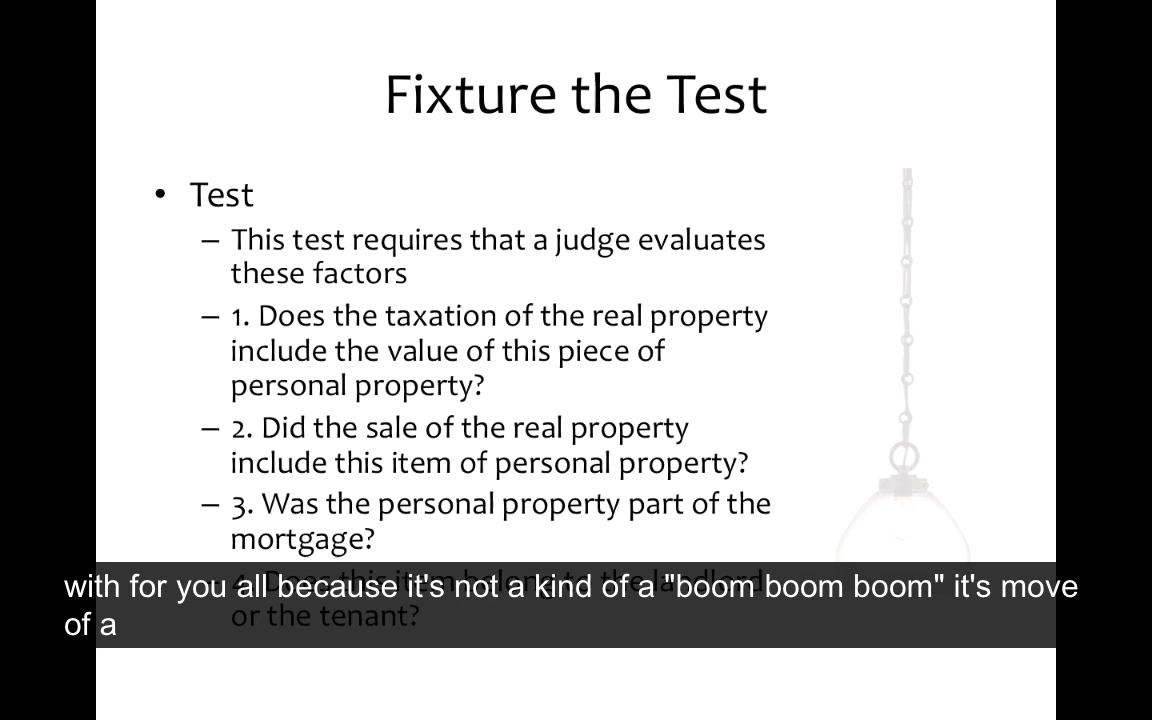 Fixture the Test
• Test
– This test requires that a judge evaluates
these factors
– 1. Does the taxation of the real property
include the value of this piece of
personal property?
– 2. Did the sale of the real property
include this item of personal property?
– 3. Was the personal property part of the
mortgage?
– 4. Does this item belong to the landlord
or the tenant?
with for you all because it's not a kind of a "boom boom boom" it's move
of a